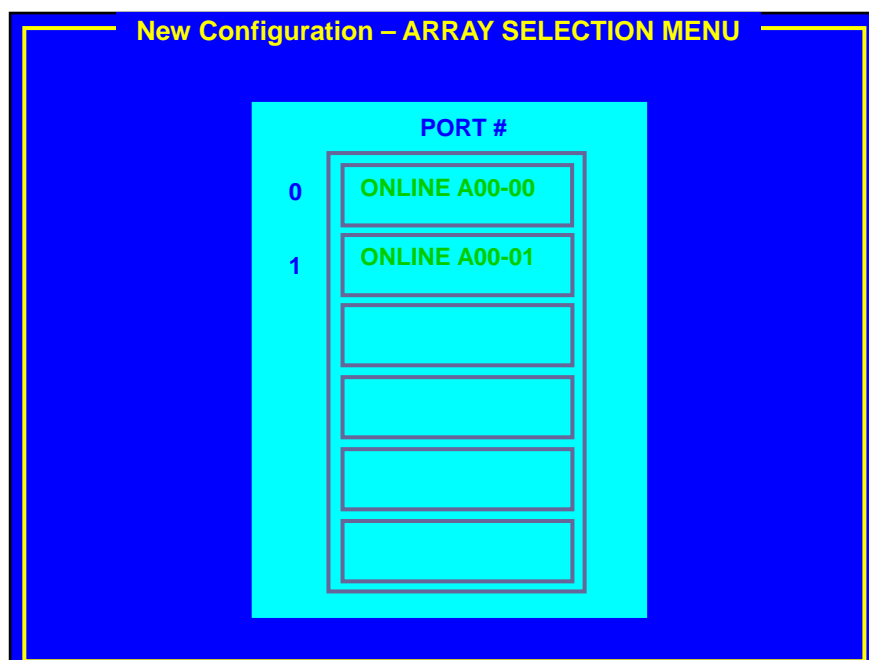 New Configuration – ARRAY SELECTION MENU
PORT #
0 ONLINE A00-00
1 ONLINE A00-01